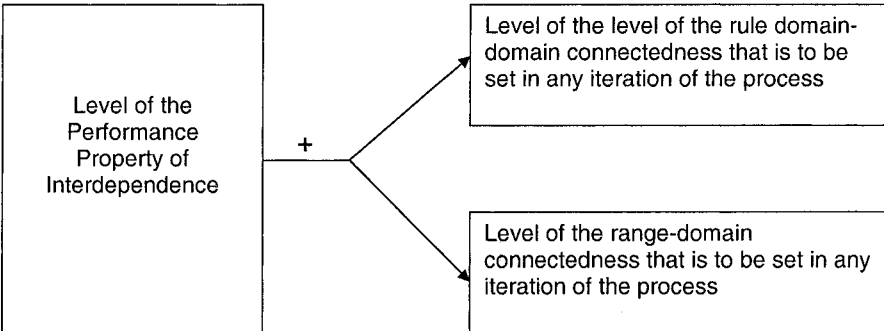 Level of the
Performance
Property of
Interdependence
+
Level of the level of the rule domain-
domain connectedness that is to be
set in any iteration of the process
Level of the range-domain
connectedness that is to be set in any
iteration of the process